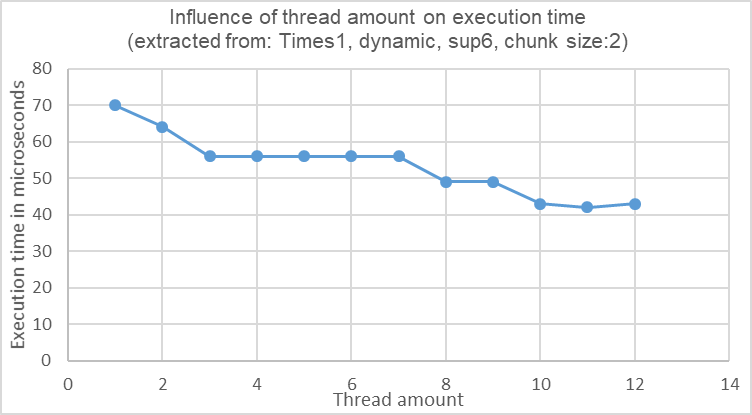 Influence of thread amount on execution time
(extracted from: Times1, dynamic, sup6, chunk size:2)
Execution time in microseconds
80
70
60
50
40
30
20
10
0
0 2 4 6 8 10 12 14
Thread amount